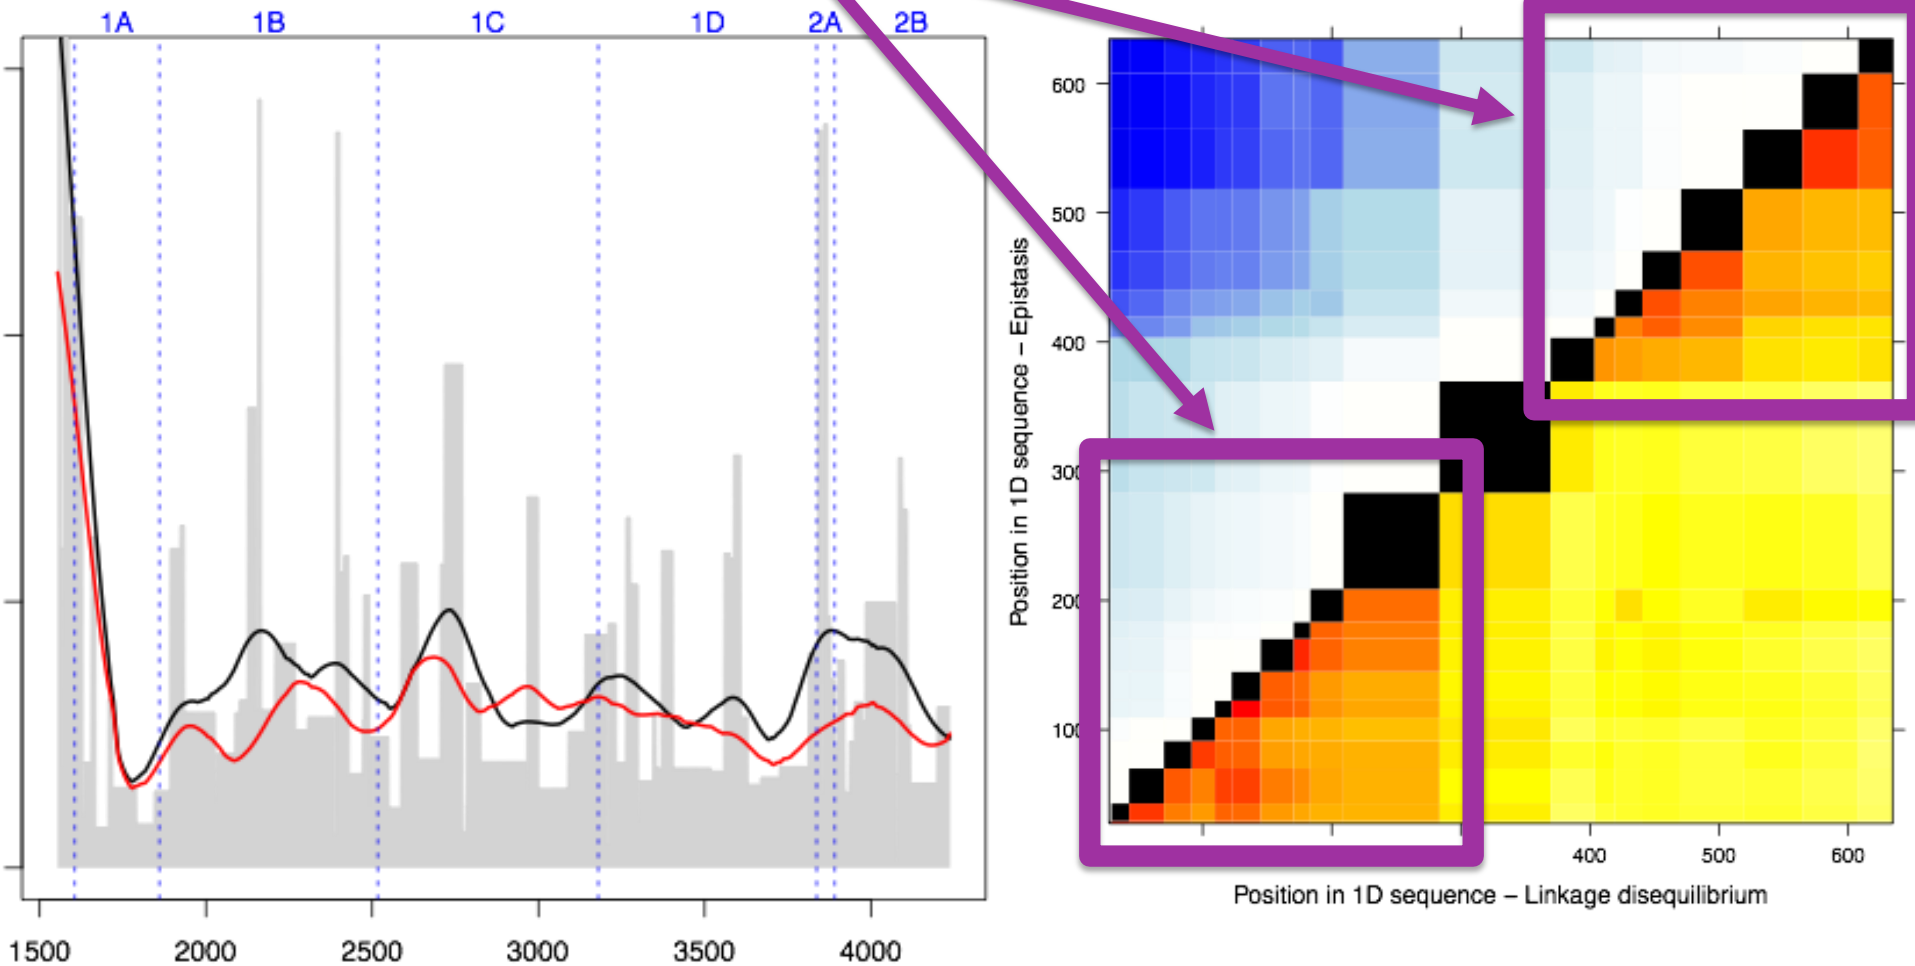 1A 1B 1C 1D 2A 2B
1500 2000 2500 3000 3500 4000
Position in 1D sequence – Epistasis
600
500
400
300
200
100
400 500 600
Position in 1D sequence – Linkage disequilibrium